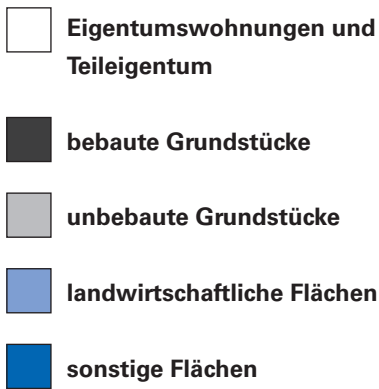 Eigentumswohnungen und
Teileigentum
bebaute Grundstücke
unbebaute Grundstücke
landwirtschaftliche Flächen
sonstige Flächen